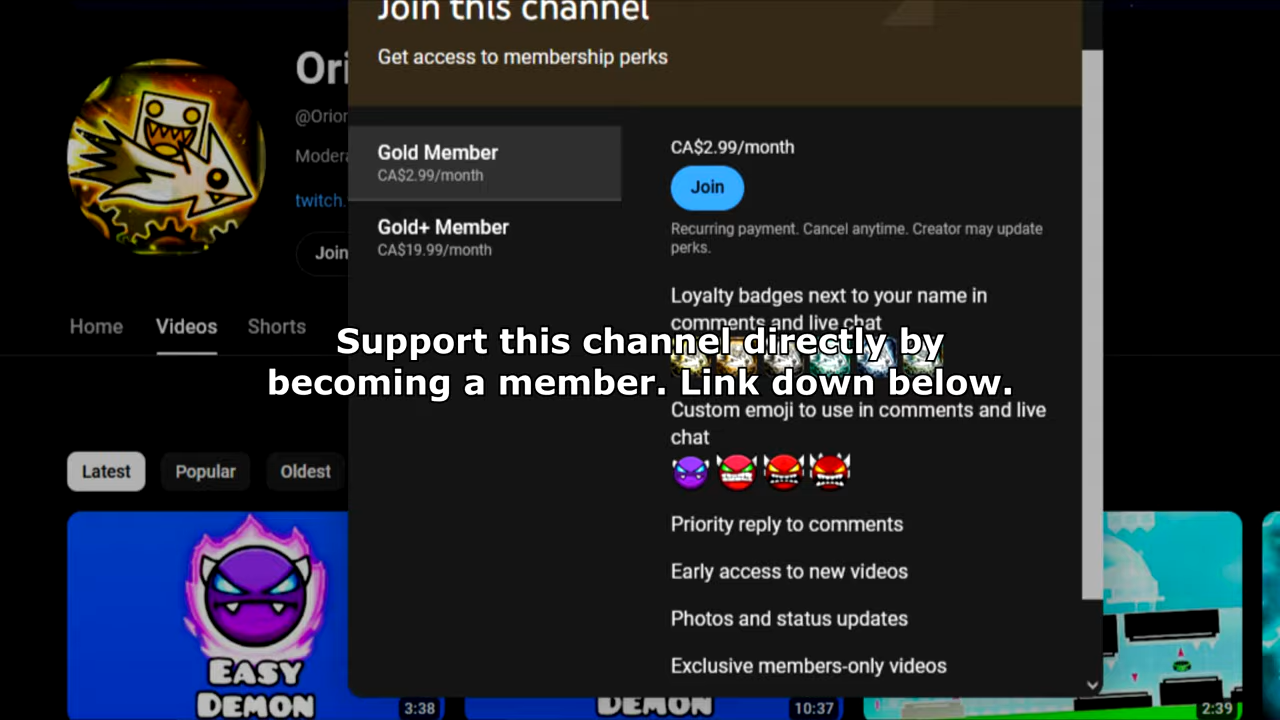 Join this channel
Get access to membership perks
Ori
@Orion
Modera
twitch.
Join
Gold Member
CA$2.99/month
Gold+ Member
CA$19.99/month
CA$2.99/month
Join
Recurring payment. Cancel anytime. Creator may update
perks.
Loyalty badges next to your name in
comments and live chat
Home
Videos
Shorts
Support this channel directly by
becoming a member. Link down below.
Custom emoji to use in comments and live
chat
Latest
Popular
Oldest
Priority reply to comments
Early access to new videos
Photos and status updates
Exclusive members-only videos
EASY
DEMON
3:38
DEMON
10:37
2:39